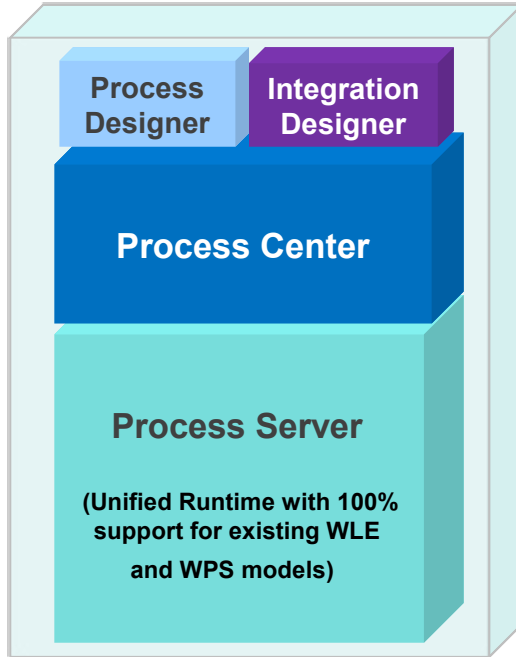 Process
Designer
Integration
Designer
Process Center
Process Server
(Unified Runtime with 100%
support for existing WLE
and WPS models)